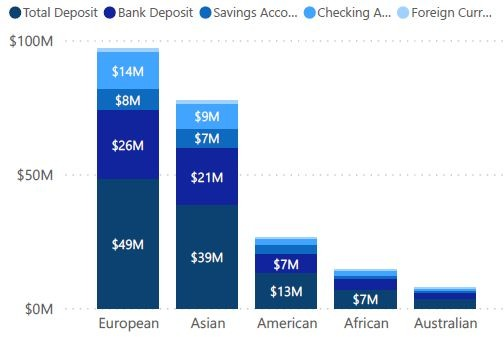 Total Deposit Bank Deposit Savings Acco... Checking A... Foreign Curr...
$100M
$14M
$8M
$9M
$7M
$26M
$50M
$21M
$49M
$39M
$7M
$13M
$7M
$0M
European Asian American African Australian